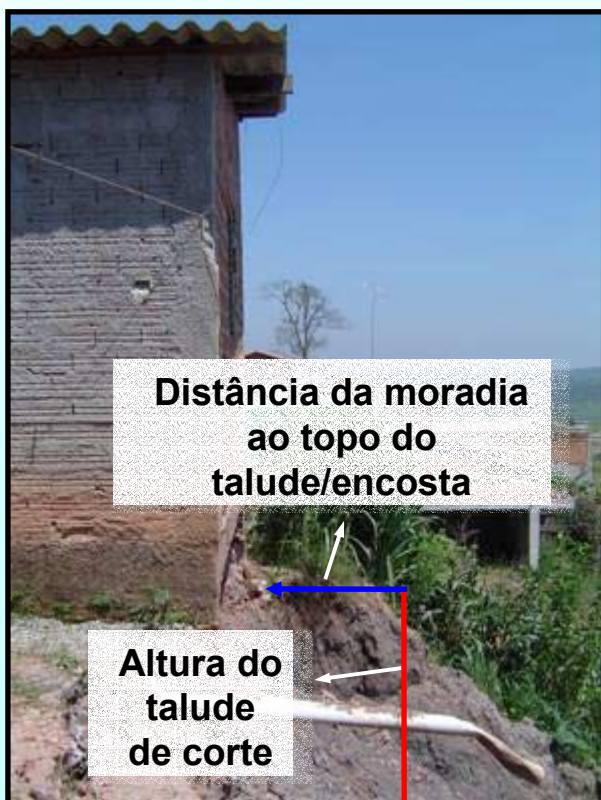 Distância da moradia
ao topo do
talude/encosta
Altura do
talude
de corte